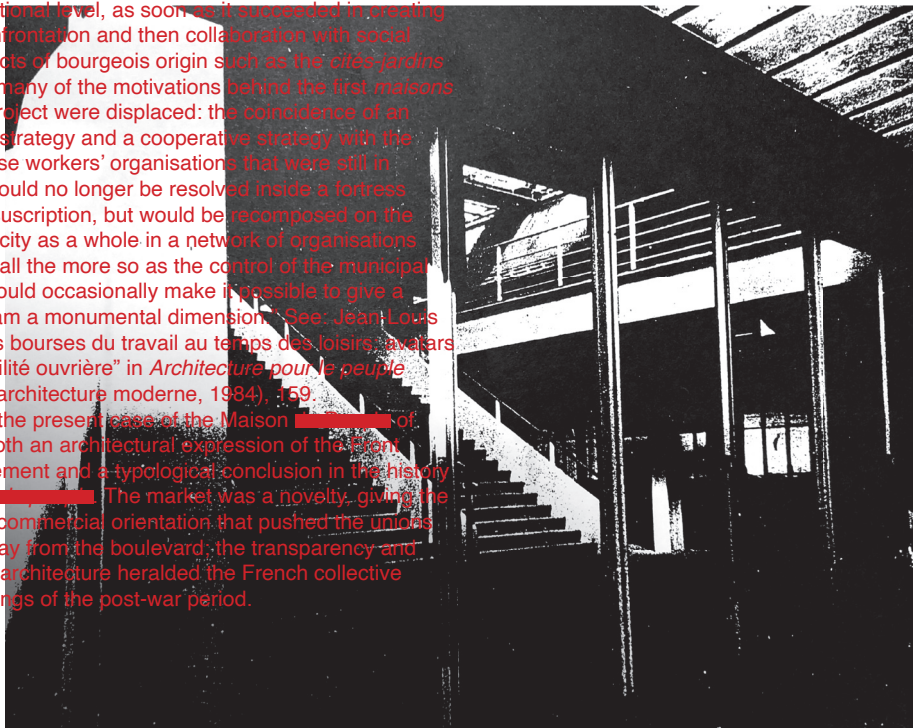 tional level, as soon as it succeeded in creating
frontation and then collaboration with social
cts of bourgeois origin such as the cités-jardins
many of the motivations behind the first maisons
roject were displaced: the coincidence of an
strategy and a cooperative strategy with the
se workers’ organisations that were still in
ould no longer be resolved inside a fortress
uscription, but would be recomposed on the
city as a whole in a network of organisations
all the more so as the control of the municipal
ould occasionally make it possible to give a
am a monumental dimension.” See: Jean-Louis
s bourses du travail au temps des loisirs, avatars
ilité ouvrière” in Architecture pour le peuple
architecture moderne, 1984), 159.
the present case of the Maison of
oth an architectural expression of the Front
ement and a typological conclusion in the history
The market was a novelty, giving the
commercial orientation that pushed the unions
ay from the boulevard; the transparency and
architecture heralded the French collective
ngs of the post-war period.